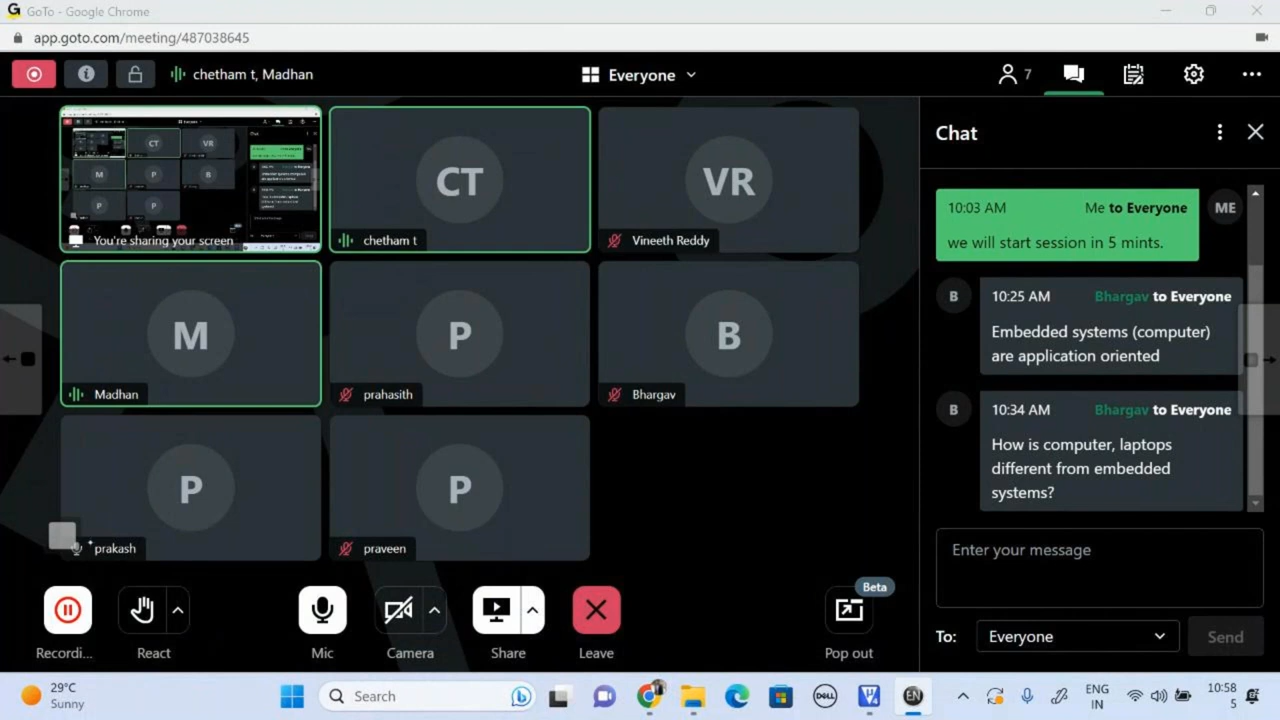 GoTo - Google Chrome
app.goto.com/meeting/487038645
chetham t, Madhan
Everyone
7
Chat
CT
VR
M
P
B
P
P
You're sharing your screen
CT
chetham t
VR
Vineeth Reddy
M
Madhan
P
prahasith
B
Bhargav
P
prakash
P
praveen
10:03 AM Me to Everyone
ME
we will start session in 5 mints.
B
10:25 AM Bhargav to Everyone
Embedded systems (computer)
are application oriented
B
10:34 AM Bhargav to Everyone
How is computer, laptops
different from embedded
systems?
Enter your message
To: Everyone Send
Beta
Recordi... React Mic Camera Share Leave Pop out
29°C
Sunny
Search
DELL
EN
ENG
IN
10:58
5